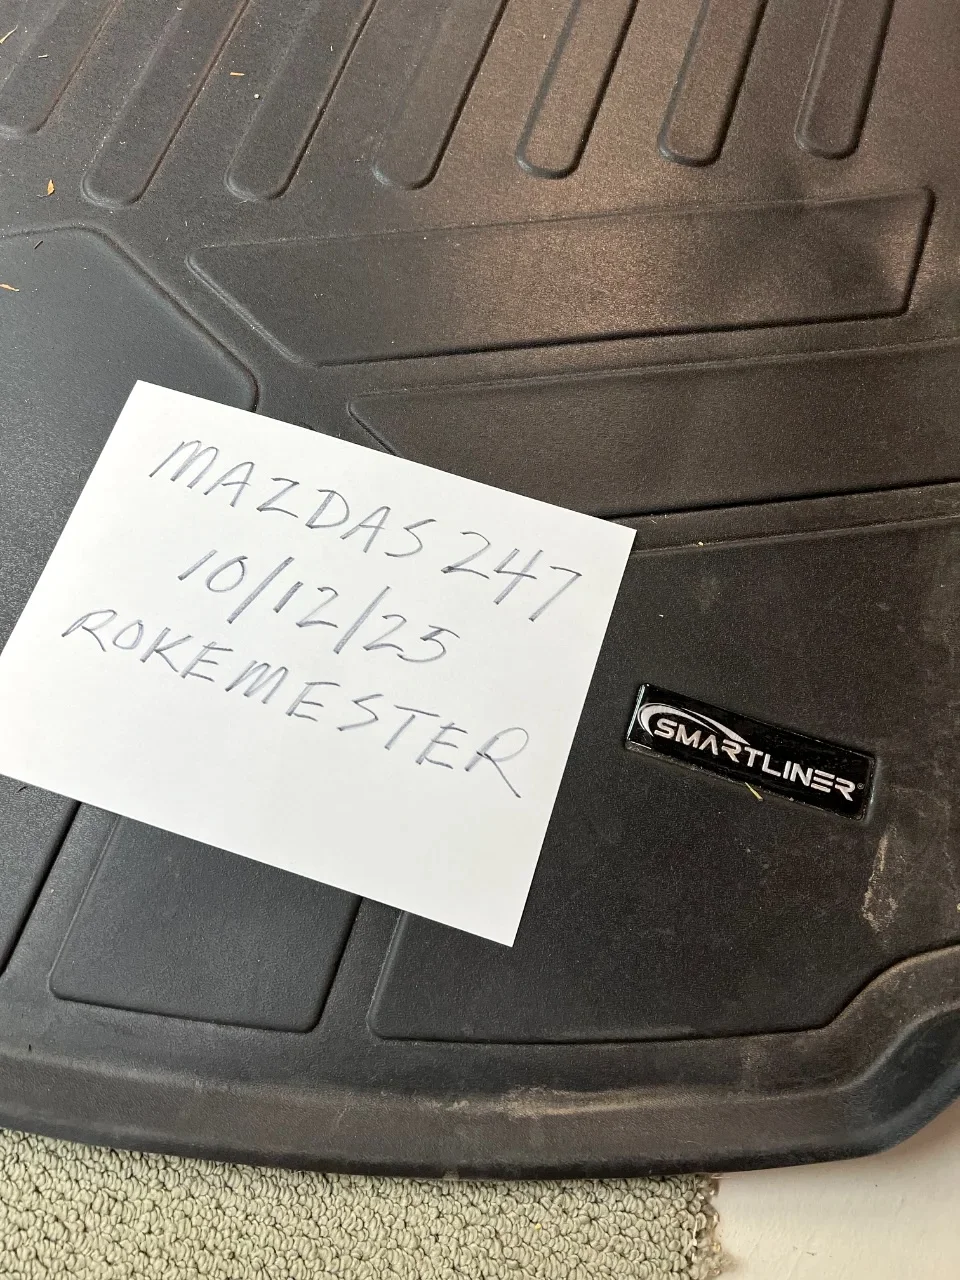 MAZDAS247
10/12/25
ROKEMESTER
SMARTLINER®